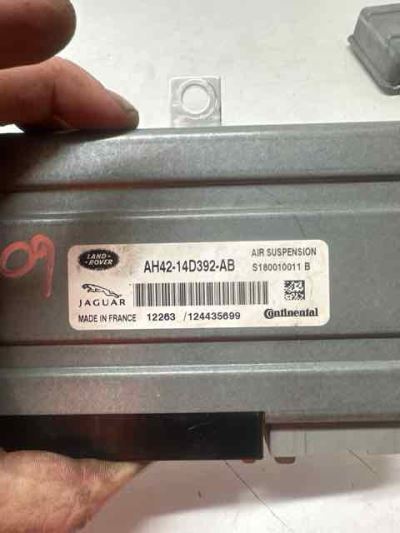 09
LAND-
ROVER
AH42-14D392-AB
AIR SUSPENSION
S180010011 B
JAGUAR
MADE IN FRANCE
12263 /124435699
Continental